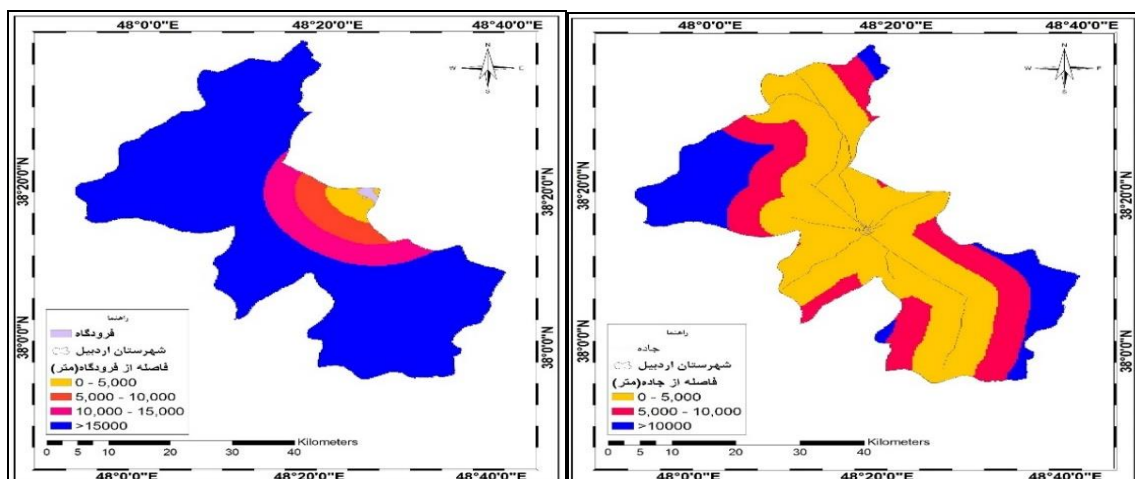 48°0'0"E 48°20'0"E 48°40'0"E
N
W E
S
38°20'0"N
38°20'0"N
38°0'0"N
38°0'0"N
راهنما
فرودگاه
شهرستان اردبیل
فاصله از فرودگاه(متر)
0 - 5,000
5,000 - 10,000
10,000 - 15,000
>15000
Kilometers
0 5 10 20 30 40
48°0'0"E 48°20'0"E 48°40'0"E
48°0'0"E 48°20'0"E 48°40'0"E
N
W E
S
38°20'0"N
38°20'0"N
38°0'0"N
38°0'0"N
راهنما
جاده
شهرستان اردبیل
فاصله از جاده(متر)
0 - 5,000
5,000 - 10,000
>10000
Kilometers
0 5 10 20 30 40
48°0'0"E 48°20'0"E 48°40'0"E